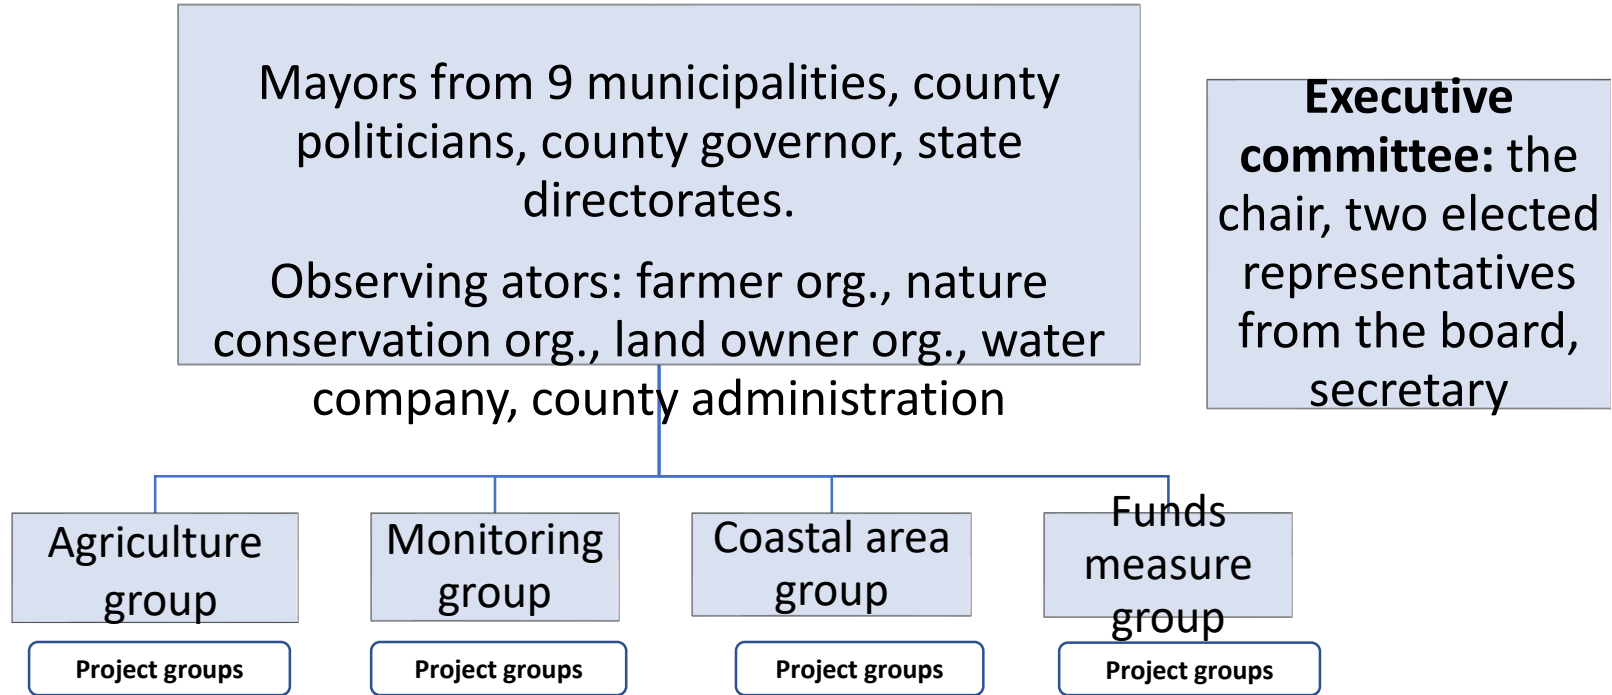 Mayors from 9 municipalities, county
politicians, county governor, state
directorates.
Observing ators: farmer org., nature
conservation org., land owner org., water
company, county administration
Executive
committee: the
chair, two elected
representatives
from the board,
secretary
Agriculture
group
Monitoring
group
Coastal area
group
Funds
measure
group
Project groups
Project groups
Project groups
Project groups